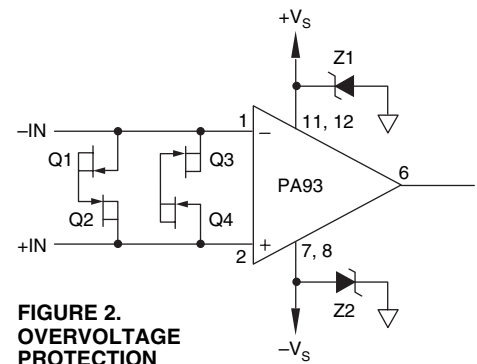 +VS
Z1
–IN
1
–
11, 12
Q1
Q3
PA93
6
Q2
Q4
+IN
+
2
7, 8
Z2
–VS
FIGURE 2.
OVERVOLTAGE
PROTECTION